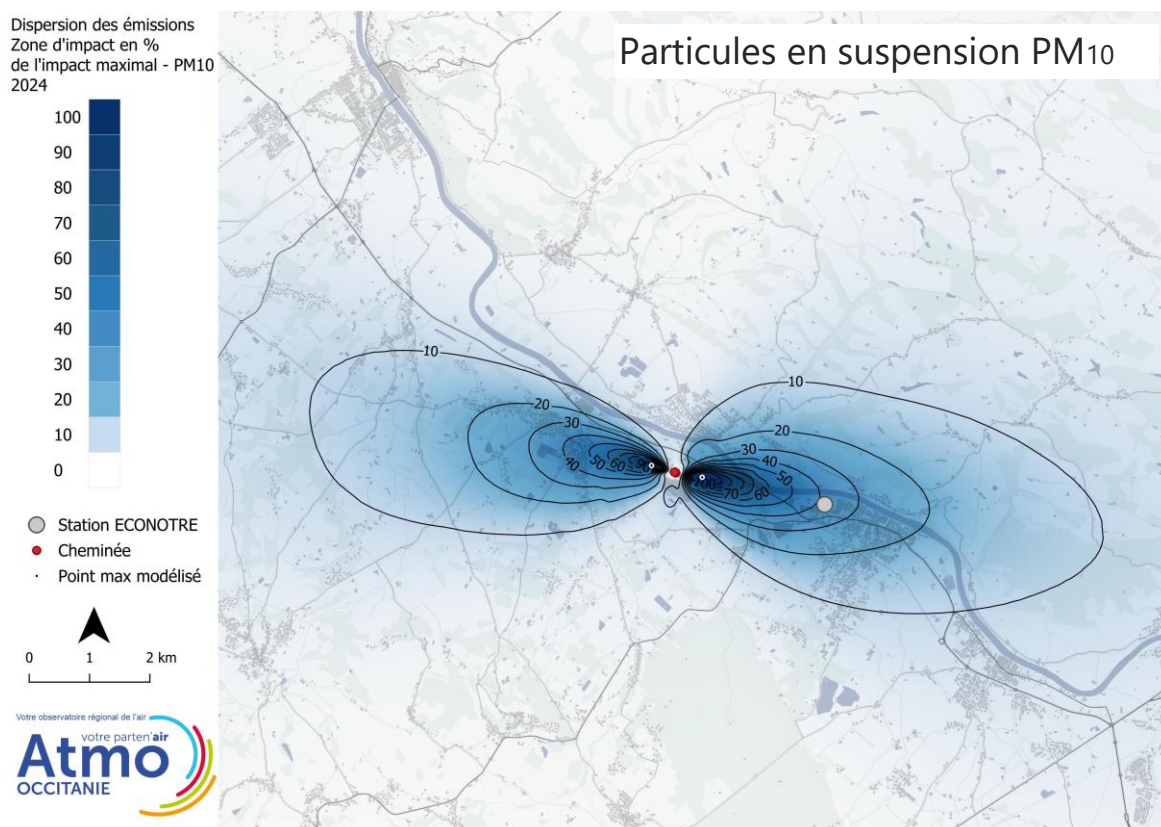 Dispersion des émissions
Zone d'impact en %
de l'impact maximal - PM10
2024
Particules en suspension PM10
100
90
80
70
60
50
40
30
20
10
0
Station ECONOTRE
Cheminée
Point max modélisé
0 1 2 km
Votre observatoire régional de l'air
votre parten'air
Atmo
OCCITANIE
10
20
30
40
50
60
90
10
20
30
40
50
60
70
100